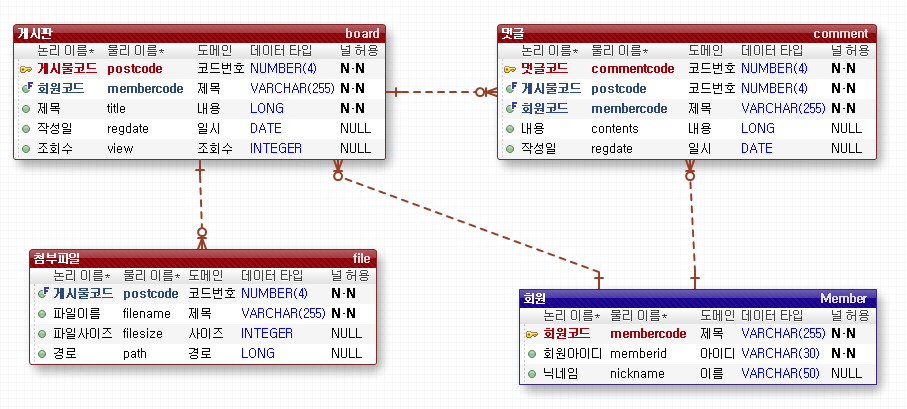 게시판 board
논리 이름* 물리 이름* 도메인 데이터 타입 널 허용
게시물코드 postcode 코드번호 NUMBER(4) N-N
회원코드 membercode 제목 VARCHAR(255) N-N
제목 title 내용 LONG N-N
작성일 regdate 일시 DATE NULL
조회수 view 조회수 INTEGER NULL
댓글 comment
논리 이름* 물리 이름* 도메인 데이터 타입 널 허용
댓글코드 commentcode 코드번호 NUMBER(4) N-N
게시물코드 postcode 코드번호 NUMBER(4) N-N
회원코드 membercode 제목 VARCHAR(255) N-N
내용 contents 내용 LONG NULL
작성일 regdate 일시 DATE NULL
첨부파일 file
논리 이름* 물리 이름* 도메인 데이터 타입 널 허용
게시물코드 postcode 코드번호 NUMBER(4) N-N
파일이름 filename 제목 VARCHAR(255) N-N
파일사이즈 filesize 사이즈 INTEGER NULL
경로 path 경로 LONG NULL
회원 Member
논리 이름* 물리 이름* 도메인 데이터 타입 널 허용
회원코드 membercode 제목 VARCHAR(255) N-N
회원아이디 memberid 아이디 VARCHAR(30) N-N
닉네임 nickname 이름 VARCHAR(50) NULL